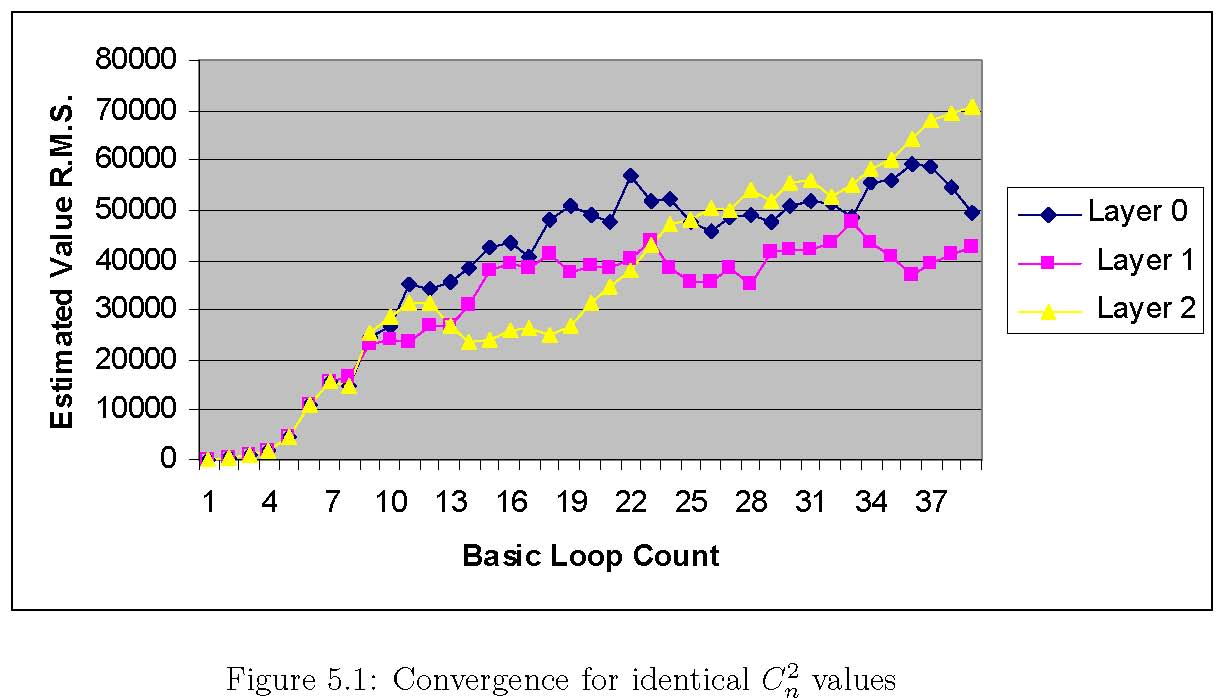 80000
70000
60000
50000
40000
30000
20000
10000
0
Estimated Value R.M.S.
1 4 7 10 13 16 19 22 25 28 31 34 37
Basic Loop Count
Layer 0
Layer 1
Layer 2
Figure 5.1: Convergence for identical $C_n^2$ values